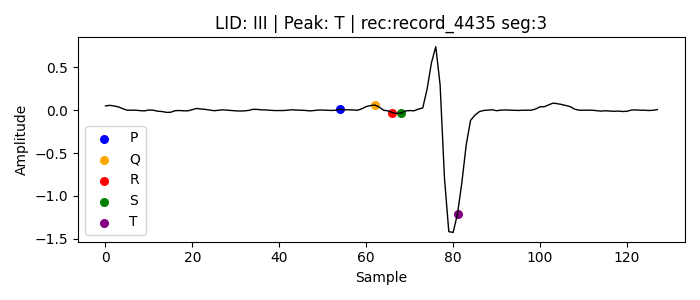 LID: III | Peak: T | rec:record_4435 seg:3
Amplitude
0.5
0.0
−0.5
−1.0
−1.5
P
Q
R
S
T
0 20 40 60 80 100 120
Sample